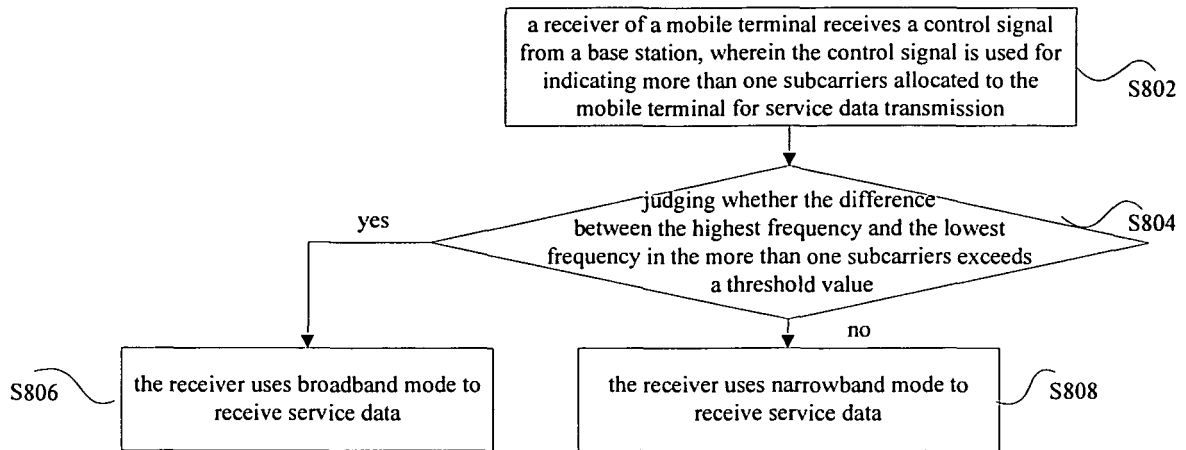 a receiver of a mobile terminal receives a control signal
from a base station, wherein the control signal is used for
indicating more than one subcarriers allocated to the
mobile terminal for service data transmission
S802
judging whether the difference
between the highest frequency and the lowest
frequency in the more than one subcarriers exceeds
a threshold value
S804
yes
no
the receiver uses broadband mode to
receive service data
S806
the receiver uses narrowband mode to
receive service data
S808